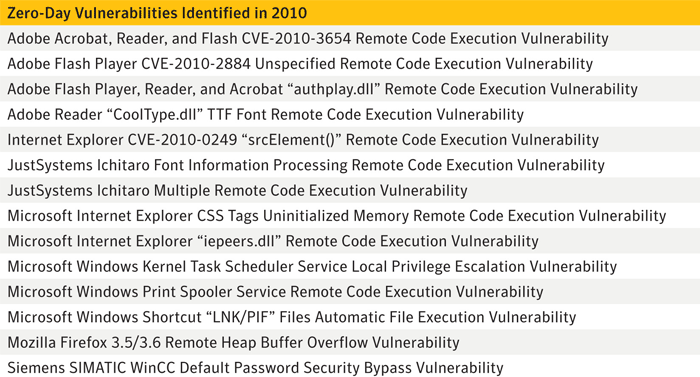 Zero-Day Vulnerabilities Identified in 2010
Adobe Acrobat, Reader, and Flash CVE-2010-3654 Remote Code Execution Vulnerability
Adobe Flash Player CVE-2010-2884 Unspecified Remote Code Execution Vulnerability
Adobe Flash Player, Reader, and Acrobat “authplay.dll” Remote Code Execution Vulnerability
Adobe Reader “CoolType.dll” TTF Font Remote Code Execution Vulnerability
Internet Explorer CVE-2010-0249 “srcElement()” Remote Code Execution Vulnerability
JustSystems Ichitaro Font Information Processing Remote Code Execution Vulnerability
JustSystems Ichitaro Multiple Remote Code Execution Vulnerability
Microsoft Internet Explorer CSS Tags Uninitialized Memory Remote Code Execution Vulnerability
Microsoft Internet Explorer “iepeers.dll” Remote Code Execution Vulnerability
Microsoft Windows Kernel Task Scheduler Service Local Privilege Escalation Vulnerability
Microsoft Windows Print Spooler Service Remote Code Execution Vulnerability
Microsoft Windows Shortcut “LNK/PIF” Files Automatic File Execution Vulnerability
Mozilla Firefox 3.5/3.6 Remote Heap Buffer Overflow Vulnerability
Siemens SIMATIC WinCC Default Password Security Bypass Vulnerability